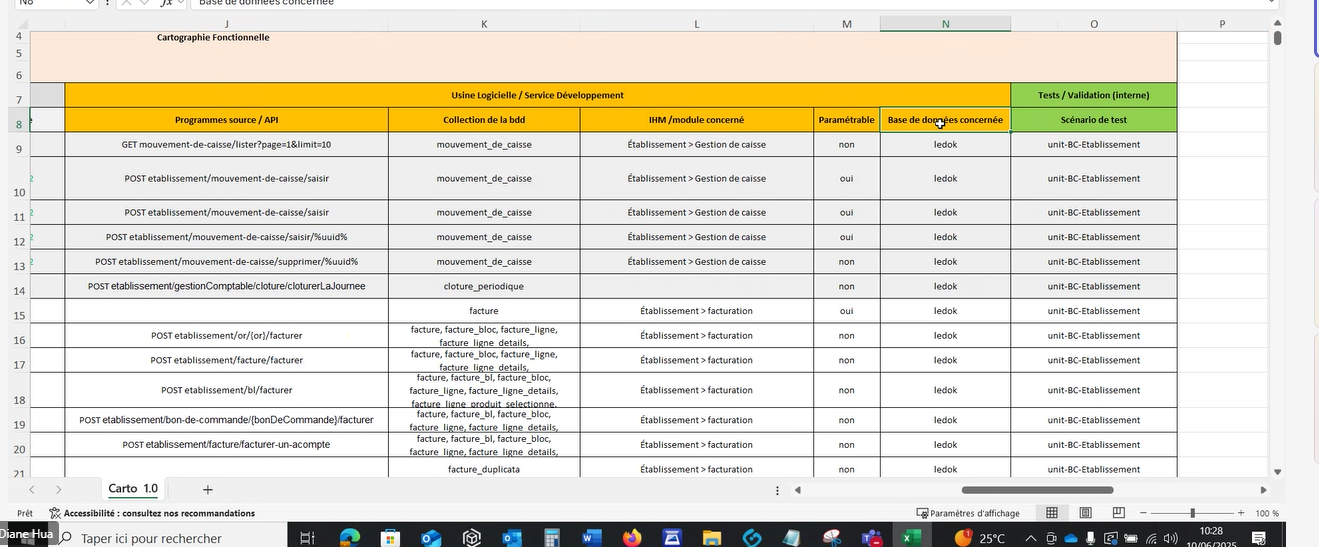 N8 fx Base de données concernée
J K L M N O P
4 Cartographie Fonctionnelle
5
6
7 Usine Logicielle / Service Développement Tests / Validation (interne)
8 Programmes source / API Collection de la bdd IHM /module concerné Paramétrable Base de données concernée Scénario de test
9 GET mouvement-de-caisse/lister?page=1&limit=10 mouvement_de_caisse Établissement > Gestion de caisse non ledok unit-BC-Etablissement
10 POST etablissement/mouvement-de-caisse/saisir mouvement_de_caisse Établissement > Gestion de caisse oui ledok unit-BC-Etablissement
11 POST etablissement/mouvement-de-caisse/saisir mouvement_de_caisse Établissement > Gestion de caisse oui ledok unit-BC-Etablissement
12 POST etablissement/mouvement-de-caisse/saisir/%uuid% mouvement_de_caisse Établissement > Gestion de caisse oui ledok unit-BC-Etablissement
13 POST etablissement/mouvement-de-caisse/supprimer/%uuid% mouvement_de_caisse Établissement > Gestion de caisse non ledok unit-BC-Etablissement
14 POST etablissement/gestionComptable/cloture/cloturerLaJournee cloture_periodique non ledok unit-BC-Etablissement
15 facture Établissement > facturation oui ledok unit-BC-Etablissement
16 POST etablissement/or/{or}/facturer facture, facture_bloc, facture_ligne, Établissement > facturation non ledok unit-BC-Etablissement
facture_ligne_details,
17 POST etablissement/facture/facturer facture, facture_bloc, facture_ligne, Établissement > facturation non ledok unit-BC-Etablissement
facture_ligne_details,
18 POST etablissement/bl/facturer facture, facture_bl, facture_bloc, Établissement > facturation non ledok unit-BC-Etablissement
facture_ligne, facture_ligne_details,
facture_ligne_produit_selectionne,
19 POST etablissement/bon-de-commande/{bonDeCommande}/facturer facture, facture_bl, facture_bloc, Établissement > facturation non ledok unit-BC-Etablissement
facture_ligne, facture_ligne_details,
20 POST etablissement/facture/facturer-un-acompte facture, facture_bl, facture_bloc, Établissement > facturation non ledok unit-BC-Etablissement
facture_ligne, facture_ligne_details,
21 facture_duplicata Établissement > facturation non ledok unit-BC-Etablissement
Carto 1.0
Prêt Accessibilité : consultez nos recommandations Paramètres d'affichage 100 %
Diane Hua Taper ici pour rechercher 25°C 10:28
10/06/2025